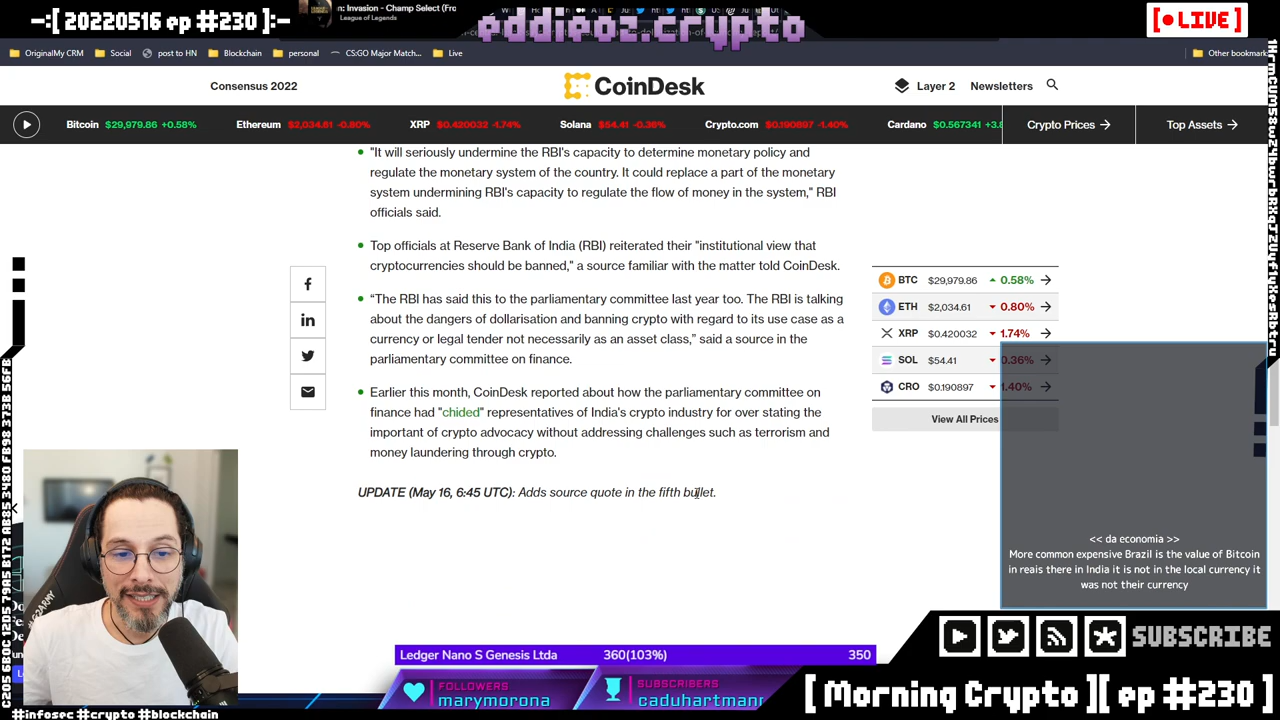 —:[ 20220516 ep #230 ]:—
n: Invasion - Champ Select (Fr
League of Legends
eddieoz.crypto
[ LIVE ]
OriginalMy CRM
Social
post to HN
Blockchain
personal
CS:GO Major Match...
Live
Other bookmark
Consensus 2022
CoinDesk
Layer 2
Newsletters
Bitcoin $29,979.86 +0.58%
Ethereum $2,034.61 -0.80%
XRP $0.420032 -1.74%
Solana $54.41 -0.36%
Crypto.com $0.190897 -1.40%
Cardano $0.567341 +3.8
Crypto Prices
Top Assets
"It will seriously undermine the RBI's capacity to determine monetary policy and
regulate the monetary system of the country. It could replace a part of the monetary
system undermining RBI's capacity to regulate the flow of money in the system," RBI
officials said.
Top officials at Reserve Bank of India (RBI) reiterated their "institutional view that
cryptocurrencies should be banned," a source familiar with the matter told CoinDesk.
“The RBI has said this to the parliamentary committee last year too. The RBI is talking
about the dangers of dollarisation and banning crypto with regard to its use case as a
currency or legal tender not necessarily as an asset class,” said a source in the
parliamentary committee on finance.
Earlier this month, CoinDesk reported about how the parliamentary committee on
finance had "chided" representatives of India's crypto industry for over stating the
important of crypto advocacy without addressing challenges such as terrorism and
money laundering through crypto.
UPDATE (May 16, 6:45 UTC): Adds source quote in the fifth bullet.
BTC $29,979.86 0.58%
ETH $2,034.61 0.80%
XRP $0.420032 1.74%
SOL $54.41 0.36%
CRO $0.190897 1.40%
View All Prices
<< da economia >>
More common expensive Brazil is the value of Bitcoin
in reais there in India it is not in the local currency it
was not their currency
Ledger Nano S Genesis Ltda 360(103%) 350
FOLLOWERS
marymorona
SUBSCRIBERS
caduhartmann
SUBSCRIBE
[ Morning Crypto ][ ep #230 ]
#infosec #crypto #blockchain